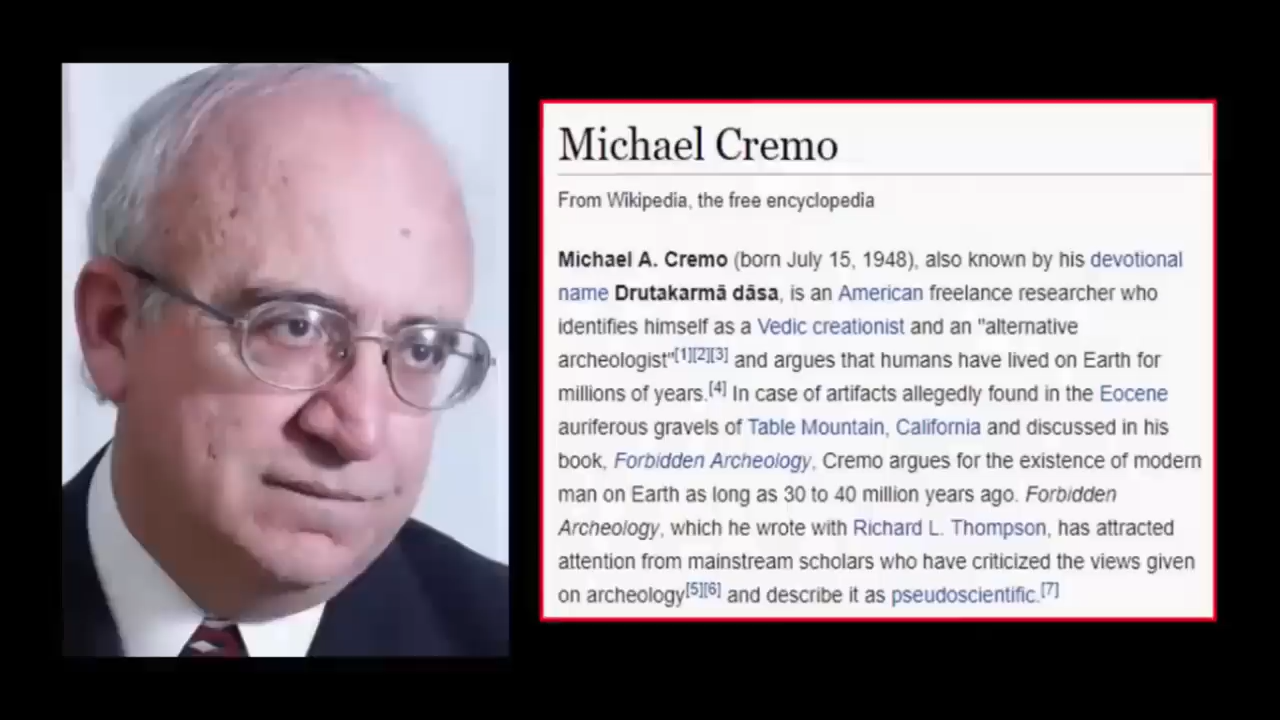 Michael Cremo
From Wikipedia, the free encyclopedia
Michael A. Cremo (born July 15, 1948), also known by his devotional
name Drutakarmā dāsa, is an American freelance researcher who
identifies himself as a Vedic creationist and an "alternative
archeologist"[1][2][3] and argues that humans have lived on Earth for
millions of years.[4] In case of artifacts allegedly found in the Eocene
auriferous gravels of Table Mountain, California and discussed in his
book, Forbidden Archeology, Cremo argues for the existence of modern
man on Earth as long as 30 to 40 million years ago. Forbidden
Archeology, which he wrote with Richard L. Thompson, has attracted
attention from mainstream scholars who have criticized the views given
on archeology[5][6] and describe it as pseudoscientific.[7]